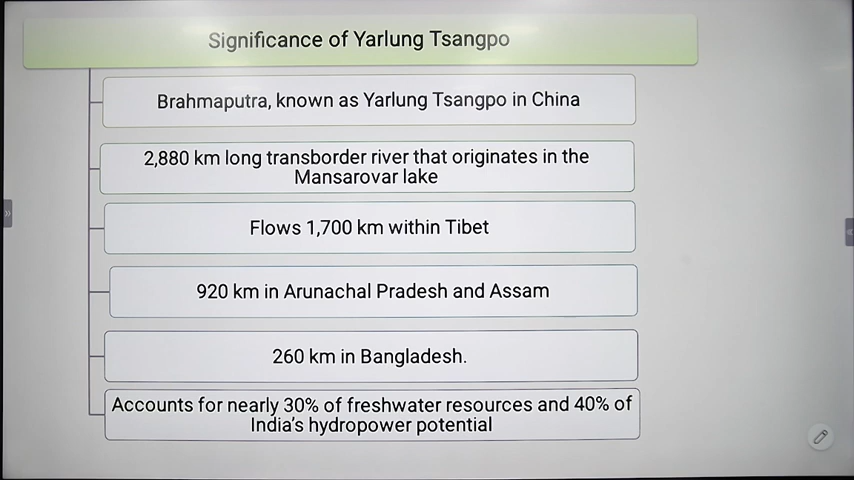 Significance of Yarlung Tsangpo
Brahmaputra, known as Yarlung Tsangpo in China
2,880 km long transborder river that originates in the
Mansarovar lake
Flows 1,700 km within Tibet
920 km in Arunachal Pradesh and Assam
260 km in Bangladesh.
Accounts for nearly 30% of freshwater resources and 40% of
India's hydropower potential